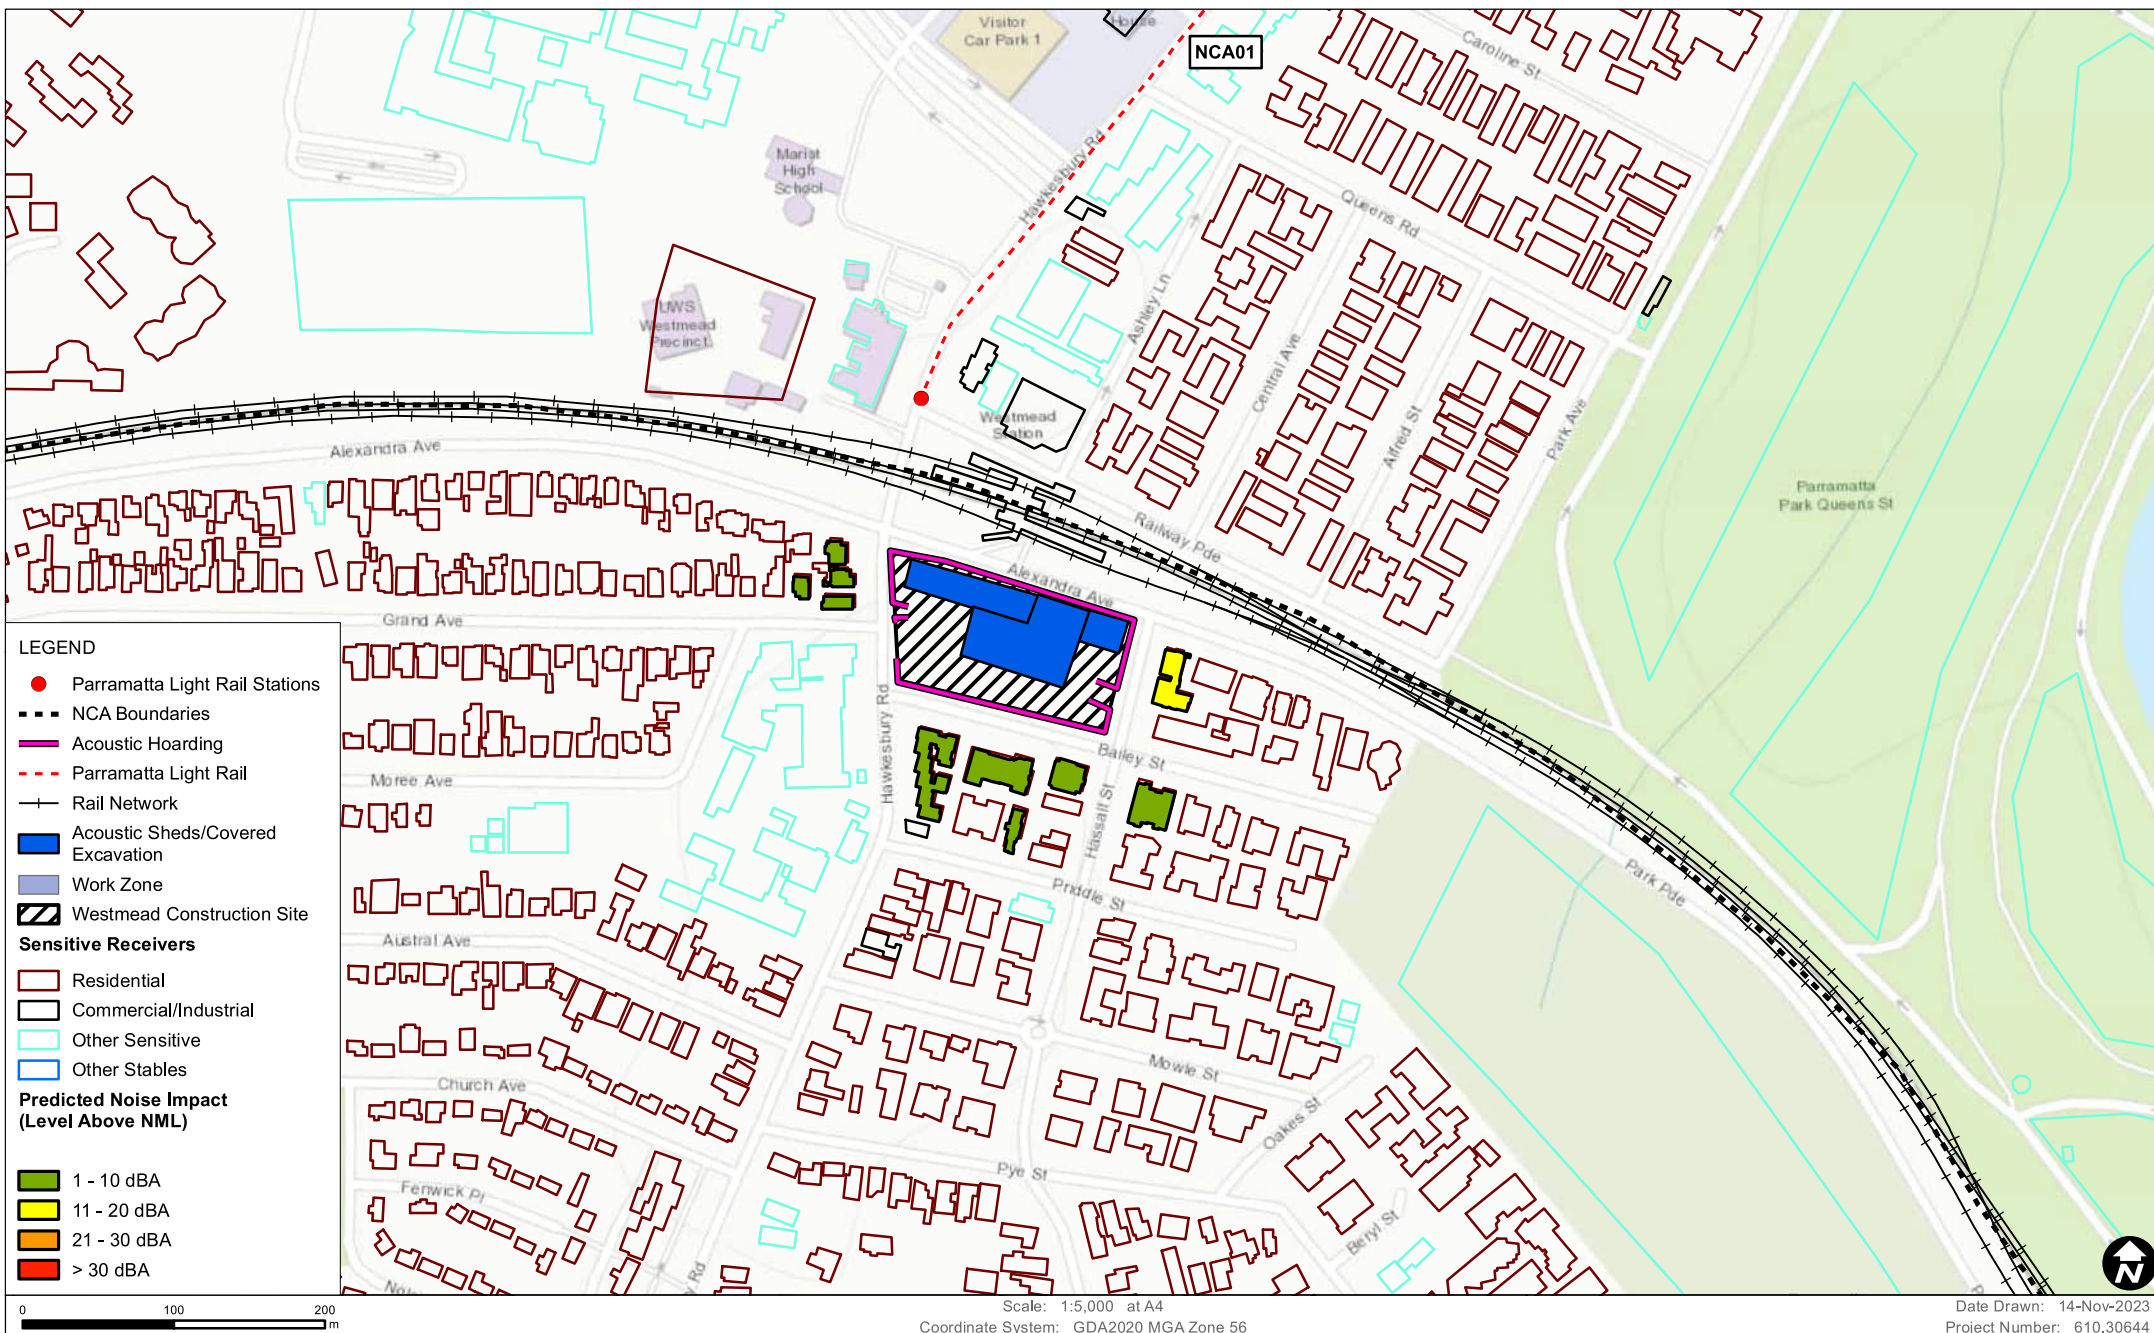 Visitor
Car Park 1
House
NCA01
Caroline St
Marist
High
School
Hawkesbury Rd
Queens Rd
UWS
Westmead
Precinct
Ashley Ln
Central Ave
Westmead
Station
Alfred St
Park Ave
Alexandra Ave
Parramatta
Park Queens St
Railway Pde
Alexandra Ave
Grand Ave
Hawkesbury Rd
Bailey St
Moree Ave
Hassall St
Priddle St
Park Pde
Austral Ave
Mowle St
Church Ave
Oakes St
Pye St
Fenwick Pl
Beryl St
y Rd
LEGEND
Parramatta Light Rail Stations
NCA Boundaries
Acoustic Hoarding
Parramatta Light Rail
Rail Network
Acoustic Sheds/Covered
Excavation
Work Zone
Westmead Construction Site
Sensitive Receivers
Residential
Commercial/Industrial
Other Sensitive
Other Stables
Predicted Noise Impact
(Level Above NML)
1 - 10 dBA
11 - 20 dBA
21 - 30 dBA
> 30 dBA
N
0 100 200
m
Scale: 1:5,000 at A4
Coordinate System: GDA2020 MGA Zone 56
Date Drawn: 14-Nov-2023
Project Number: 610.30644